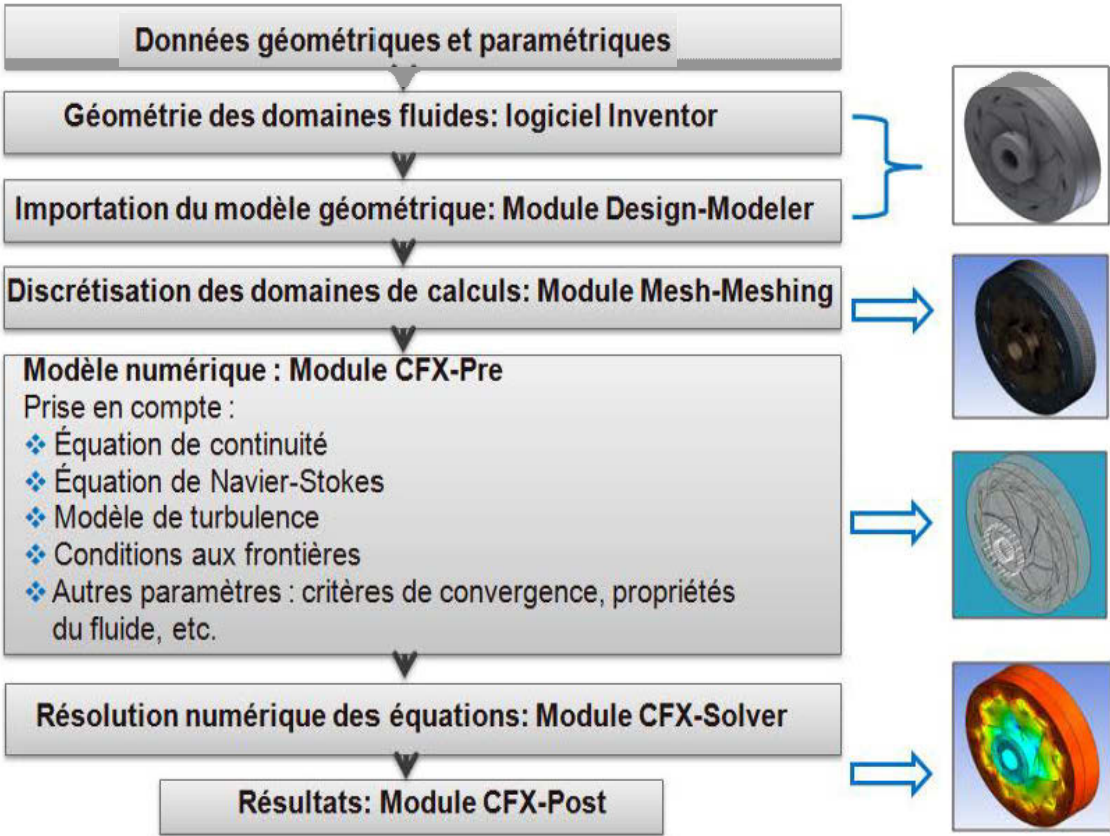 Données géométriques et paramétriques
Géométrie des domaines fluides: logiciel Inventor
Importation du modèle géométrique: Module Design-Modeler
Discrétisation des domaines de calculs: Module Mesh-Meshing
Modèle numérique : Module CFX-Pre
Prise en compte :
❖ Équation de continuité
❖ Équation de Navier-Stokes
❖ Modèle de turbulence
❖ Conditions aux frontières
❖ Autres paramètres : critères de convergence, propriétés
du fluide, etc.
Résolution numérique des équations: Module CFX-Solver
Résultats: Module CFX-Post